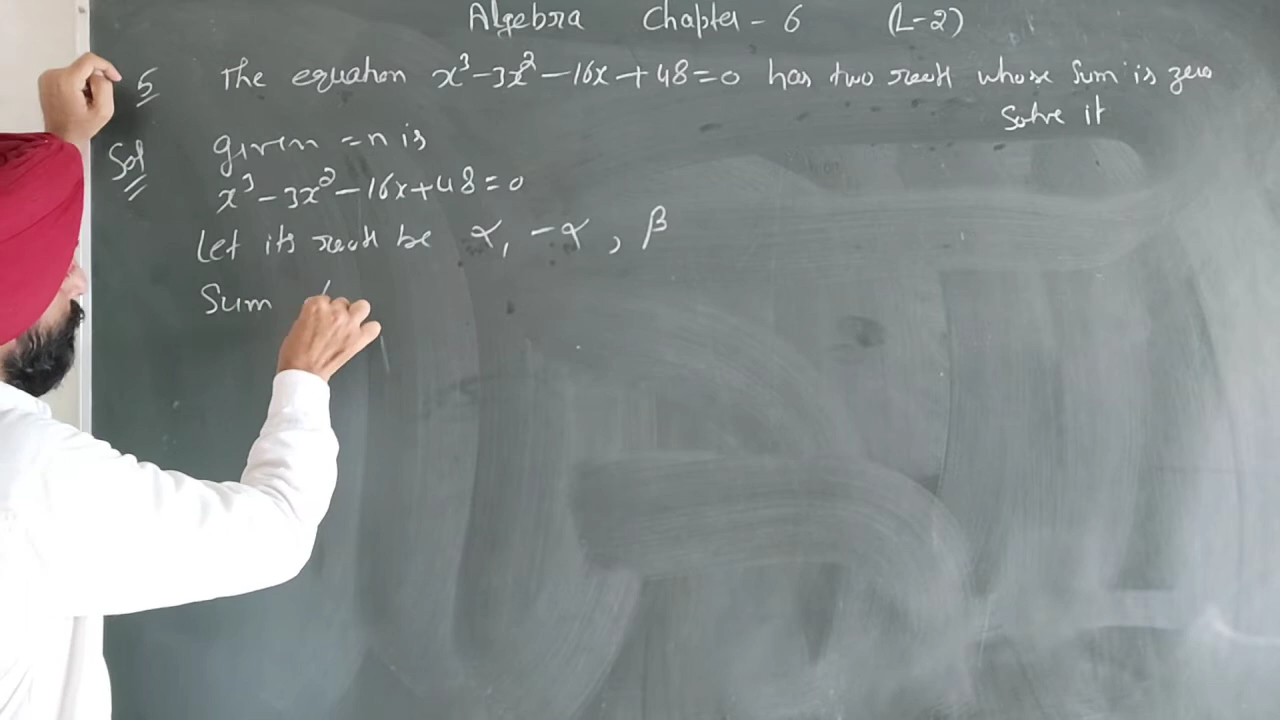 Algebra Chapter - 6 (L-2)
5 The equation x³-3x²-16x+48=0 has two root whose sum is zero
Solve it
Sol given =n is
x³-3x²-16x+48=0
Let its root be α, -α, β
Sum